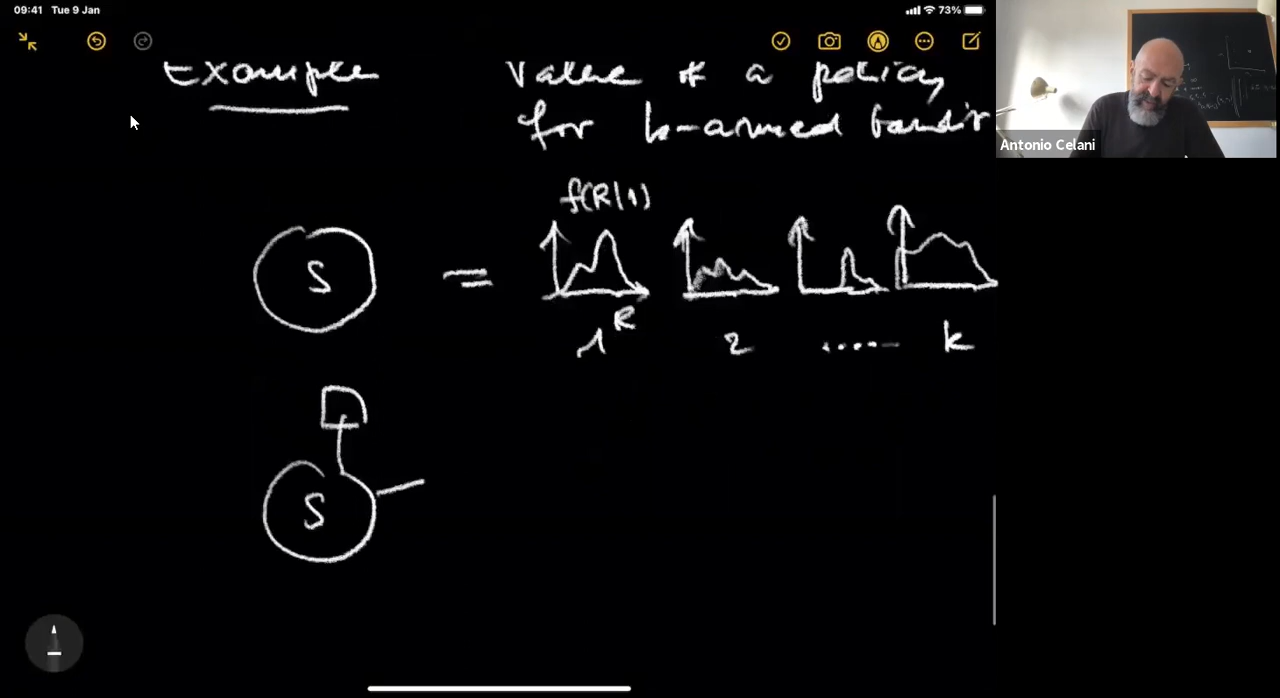 09:41 Tue 9 Jan 73%
Example Value of a policy
for k-armed bandit
Antonio Celani
f(R|1)
S =
R
1 2 ..... k
S